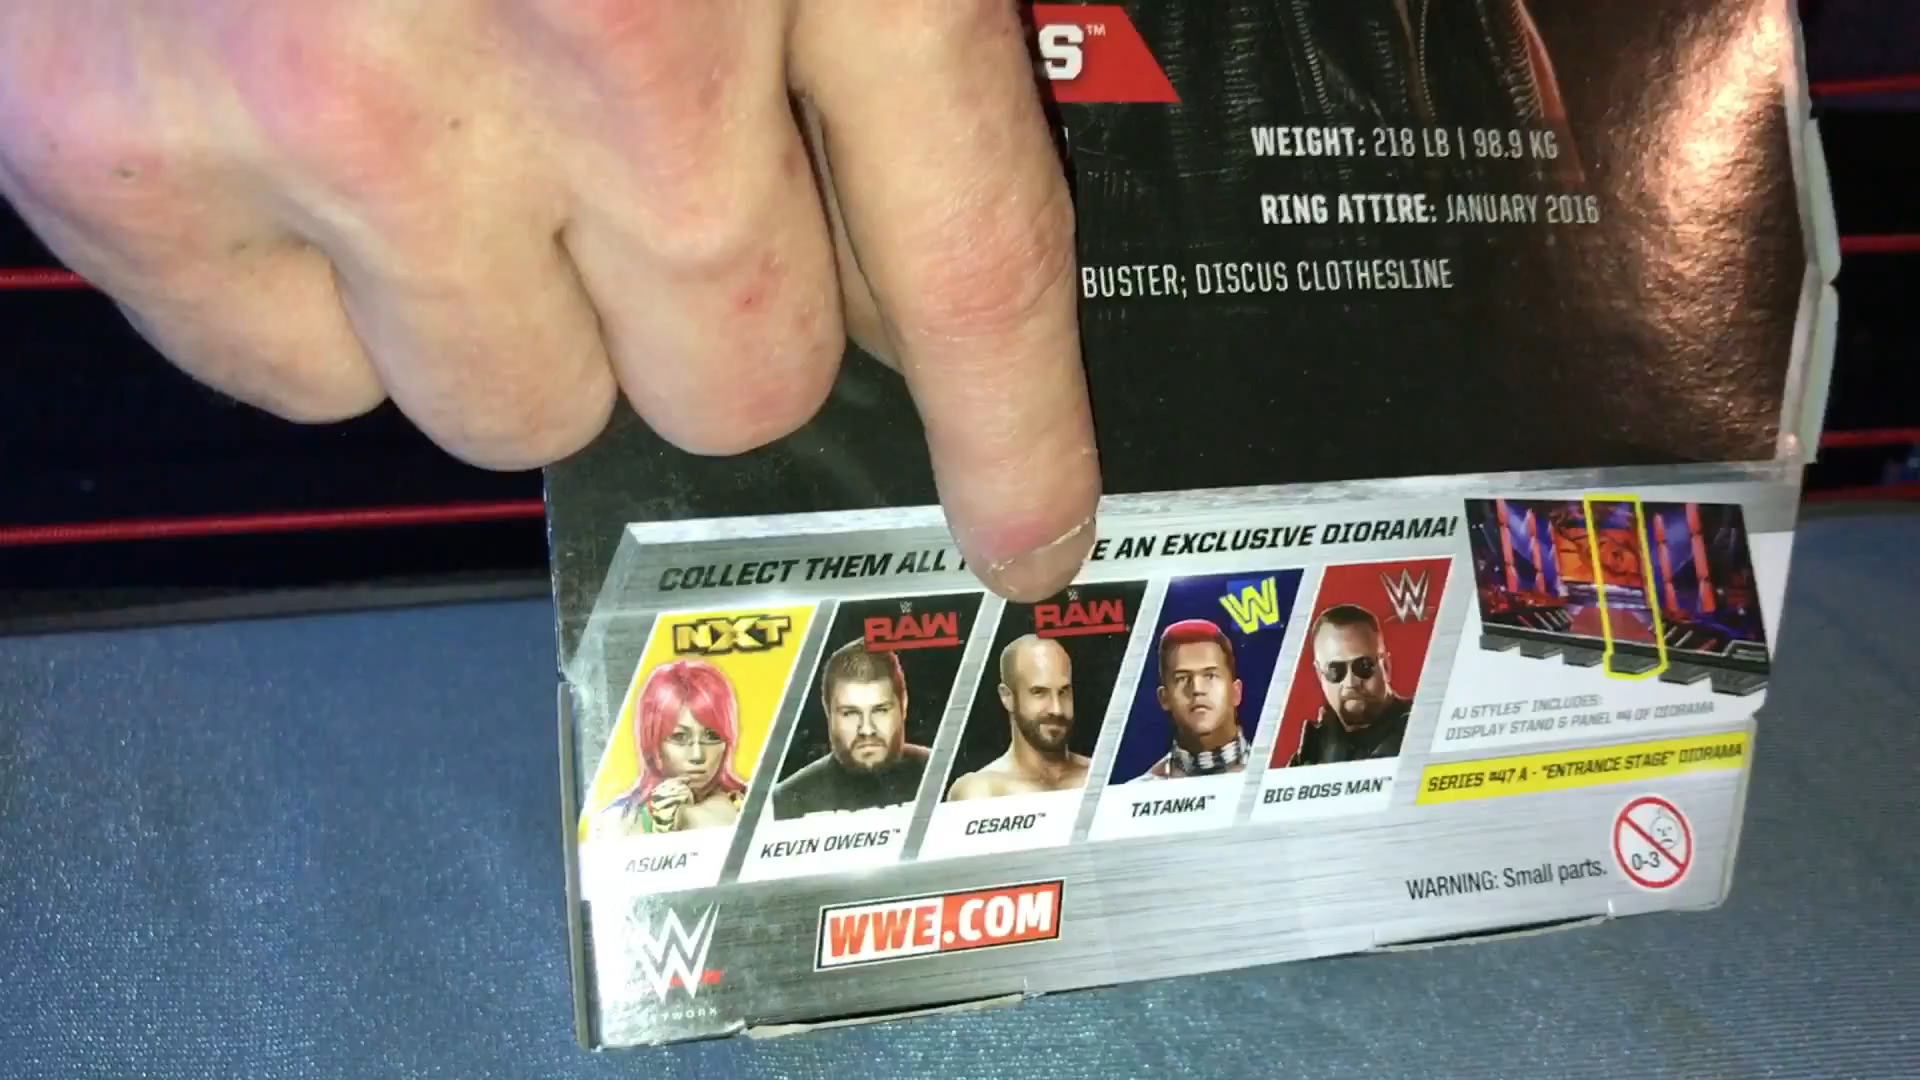 S™
WEIGHT: 218 LB | 98.9 KG
RING ATTIRE: JANUARY 2016
BUSTER; DISCUS CLOTHESLINE
COLLECT THEM ALL E AN EXCLUSIVE DIORAMA!
NXT
RAW
RAW
W
W
ASUKA™
KEVIN OWENS™
CESARO™
TATANKA™
BIG BOSS MAN™
AJ STYLES™ INCLUDES:
DISPLAY STAND & PANEL #4 OF DIORAMA
SERIES #47 A - "ENTRANCE STAGE" DIORAMA
0-3
WARNING: Small parts.
WWE.COM
W
TWORK